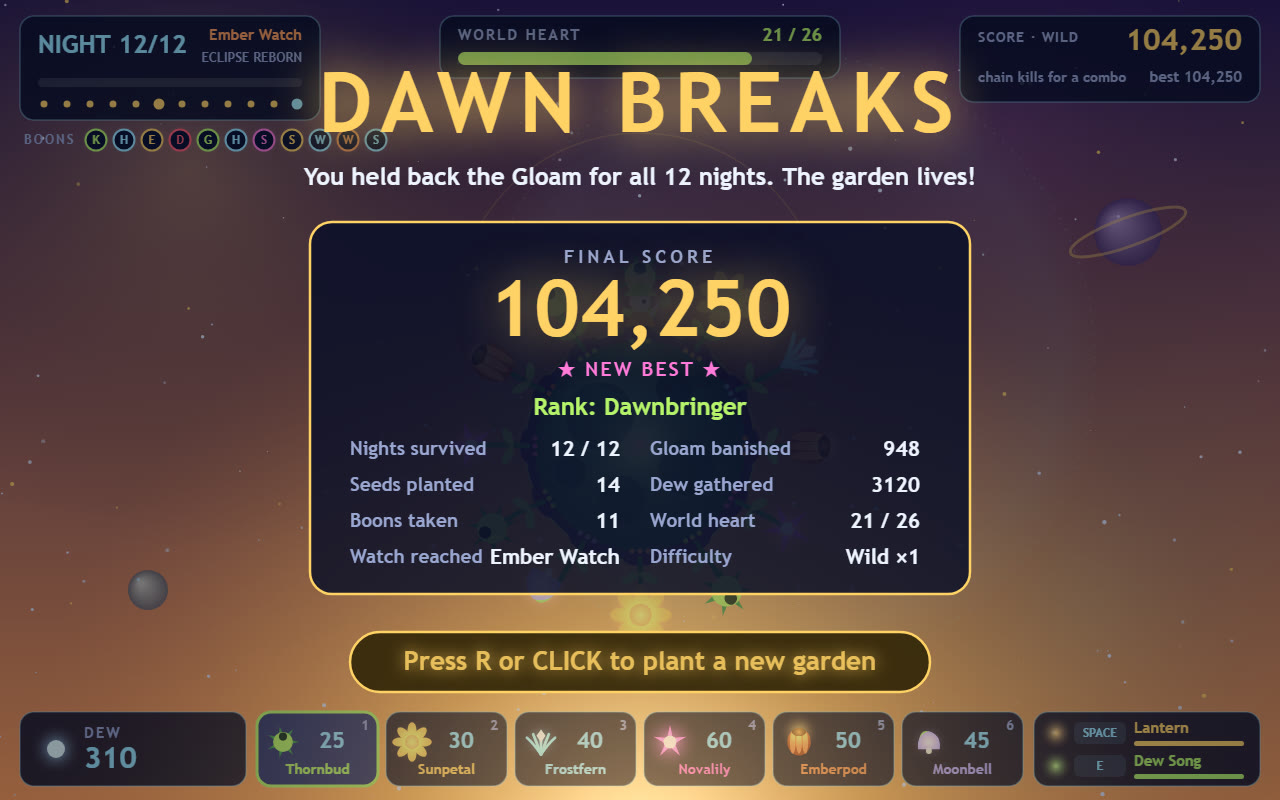 NIGHT 12/12
Ember Watch
ECLIPSE REBORN
WORLD HEART 21 / 26
SCORE · WILD 104,250
chain kills for a combo best 104,250
BOONS K H E D G H S S W W S
DAWN BREAKS
You held back the Gloam for all 12 nights. The garden lives!
FINAL SCORE
104,250
★ NEW BEST ★
Rank: Dawnbringer
Nights survived 12 / 12 Gloam banished 948
Seeds planted 14 Dew gathered 3120
Boons taken 11 World heart 21 / 26
Watch reached Ember Watch Difficulty Wild ×1
Press R or CLICK to plant a new garden
DEW
310
1 25 Thornbud
2 30 Sunpetal
3 40 Frostfern
4 60 Novalily
5 50 Emberpod
6 45 Moonbell
SPACE Lantern
E Dew Song